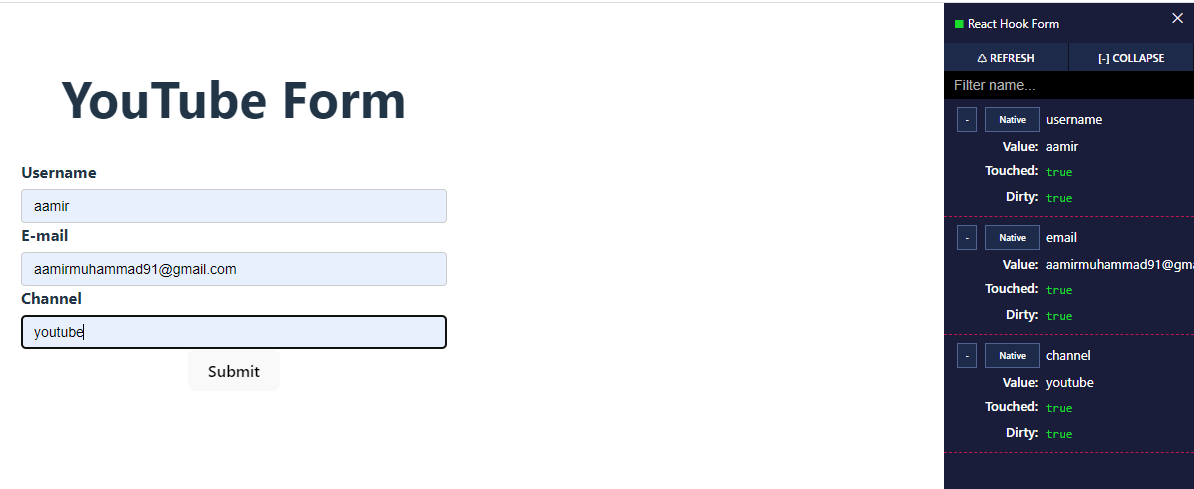 YouTube Form
Username
aamir
E-mail
aamirmuhammad91@gmail.com
Channel
youtube
Submit
React Hook Form
REFRESH
[-] COLLAPSE
Filter name...
- Native username
Value: aamir
Touched: true
Dirty: true
- Native email
Value: aamirmuhammad91@gma
Touched: true
Dirty: true
- Native channel
Value: youtube
Touched: true
Dirty: true